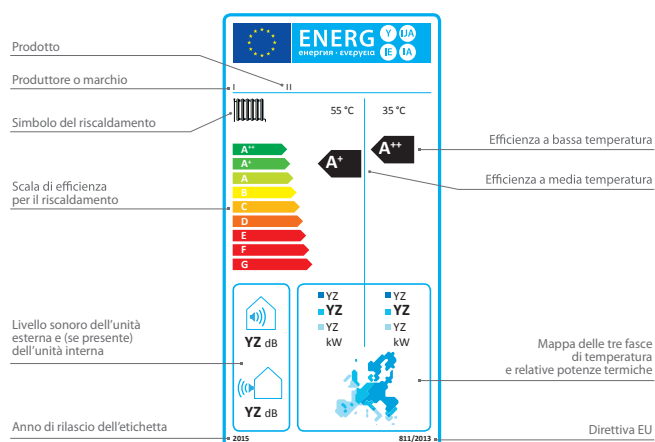 ENERG
енергия · ενεργεια
Y
IJA
IE
IA
Prodotto
Produttore o marchio
I
II
Simbolo del riscaldamento
55 °C
35 °C
A++
A+
Efficienza a bassa temperatura
Efficienza a media temperatura
A++
A+
A
B
C
D
E
F
G
Scala di efficienza
per il riscaldamento
YZ
YZ
YZ
kW
YZ
YZ
YZ
kW
YZ dB
YZ dB
Livello sonoro dell'unità
esterna e (se presente)
dell'unità interna
Mappa delle tre fasce
di temperatura
e relative potenze termiche
Anno di rilascio dell'etichetta
2015
811/2013
Direttiva EU